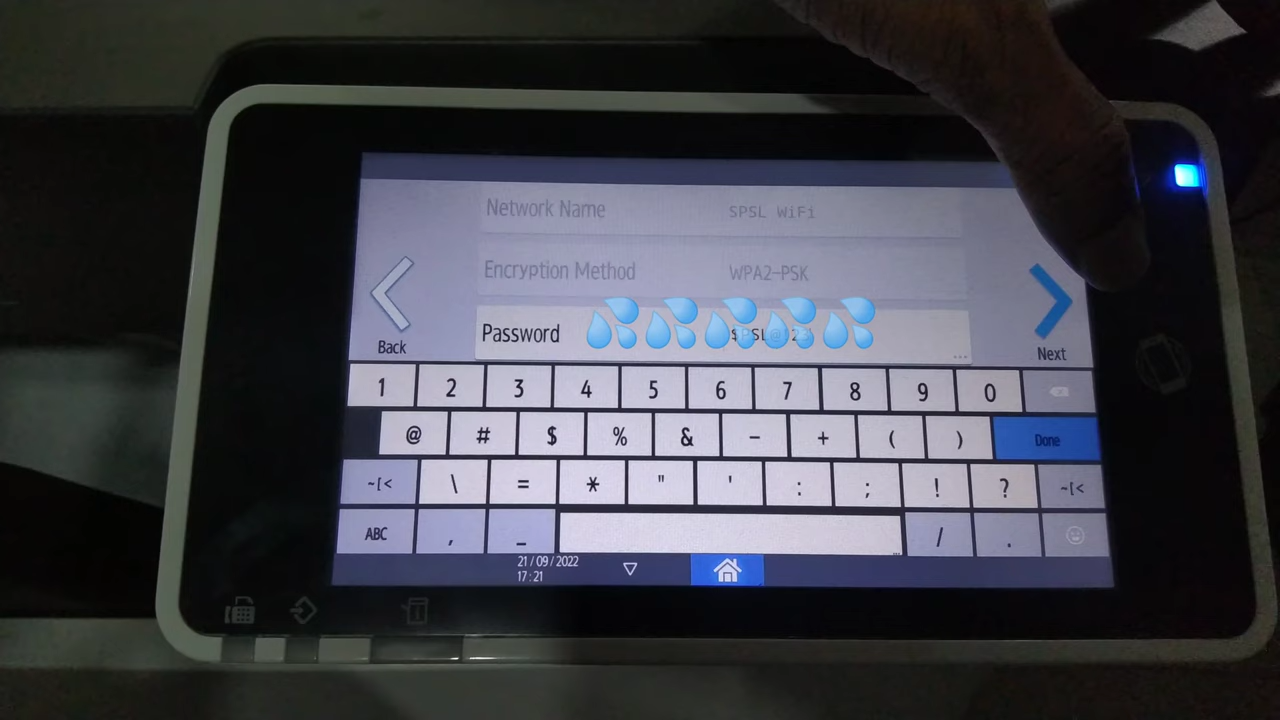 Network Name SPSL WiFi
Encryption Method WPA2-PSK
Password
Back
Next
1 2 3 4 5 6 7 8 9 0
@ # $ % & - + ( ) Done
~[< \ = * " ' : ; ! ? ~[<
ABC , _ / .
21/09/2022
17:21